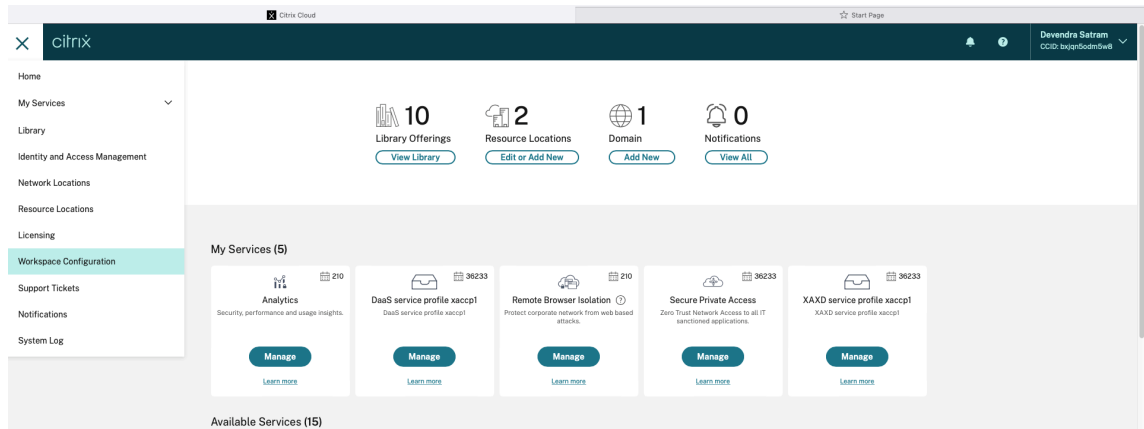 Citrix Cloud
Start Page
citrix
Devendra Satram
CCID: bxjqn5odm5w8
Home
My Services
Library
Identity and Access Management
Network Locations
Resource Locations
Licensing
Workspace Configuration
Support Tickets
Notifications
System Log
10
Library Offerings
View Library
2
Resource Locations
Edit or Add New
1
Domain
Add New
0
Notifications
View All
My Services (5)
210
Analytics
Security, performance and usage insights.
Manage
Learn more
36233
DaaS service profile xaccp1
DaaS service profile xaccp1
Manage
Learn more
210
Remote Browser Isolation ?
Protect corporate network from web based
attacks.
Manage
Learn more
36233
Secure Private Access
Zero Trust Network Access to all IT
sanctioned applications.
Manage
Learn more
36233
XAXD service profile xaccp1
XAXD service profile xaccp1
Manage
Learn more
Available Services (15)